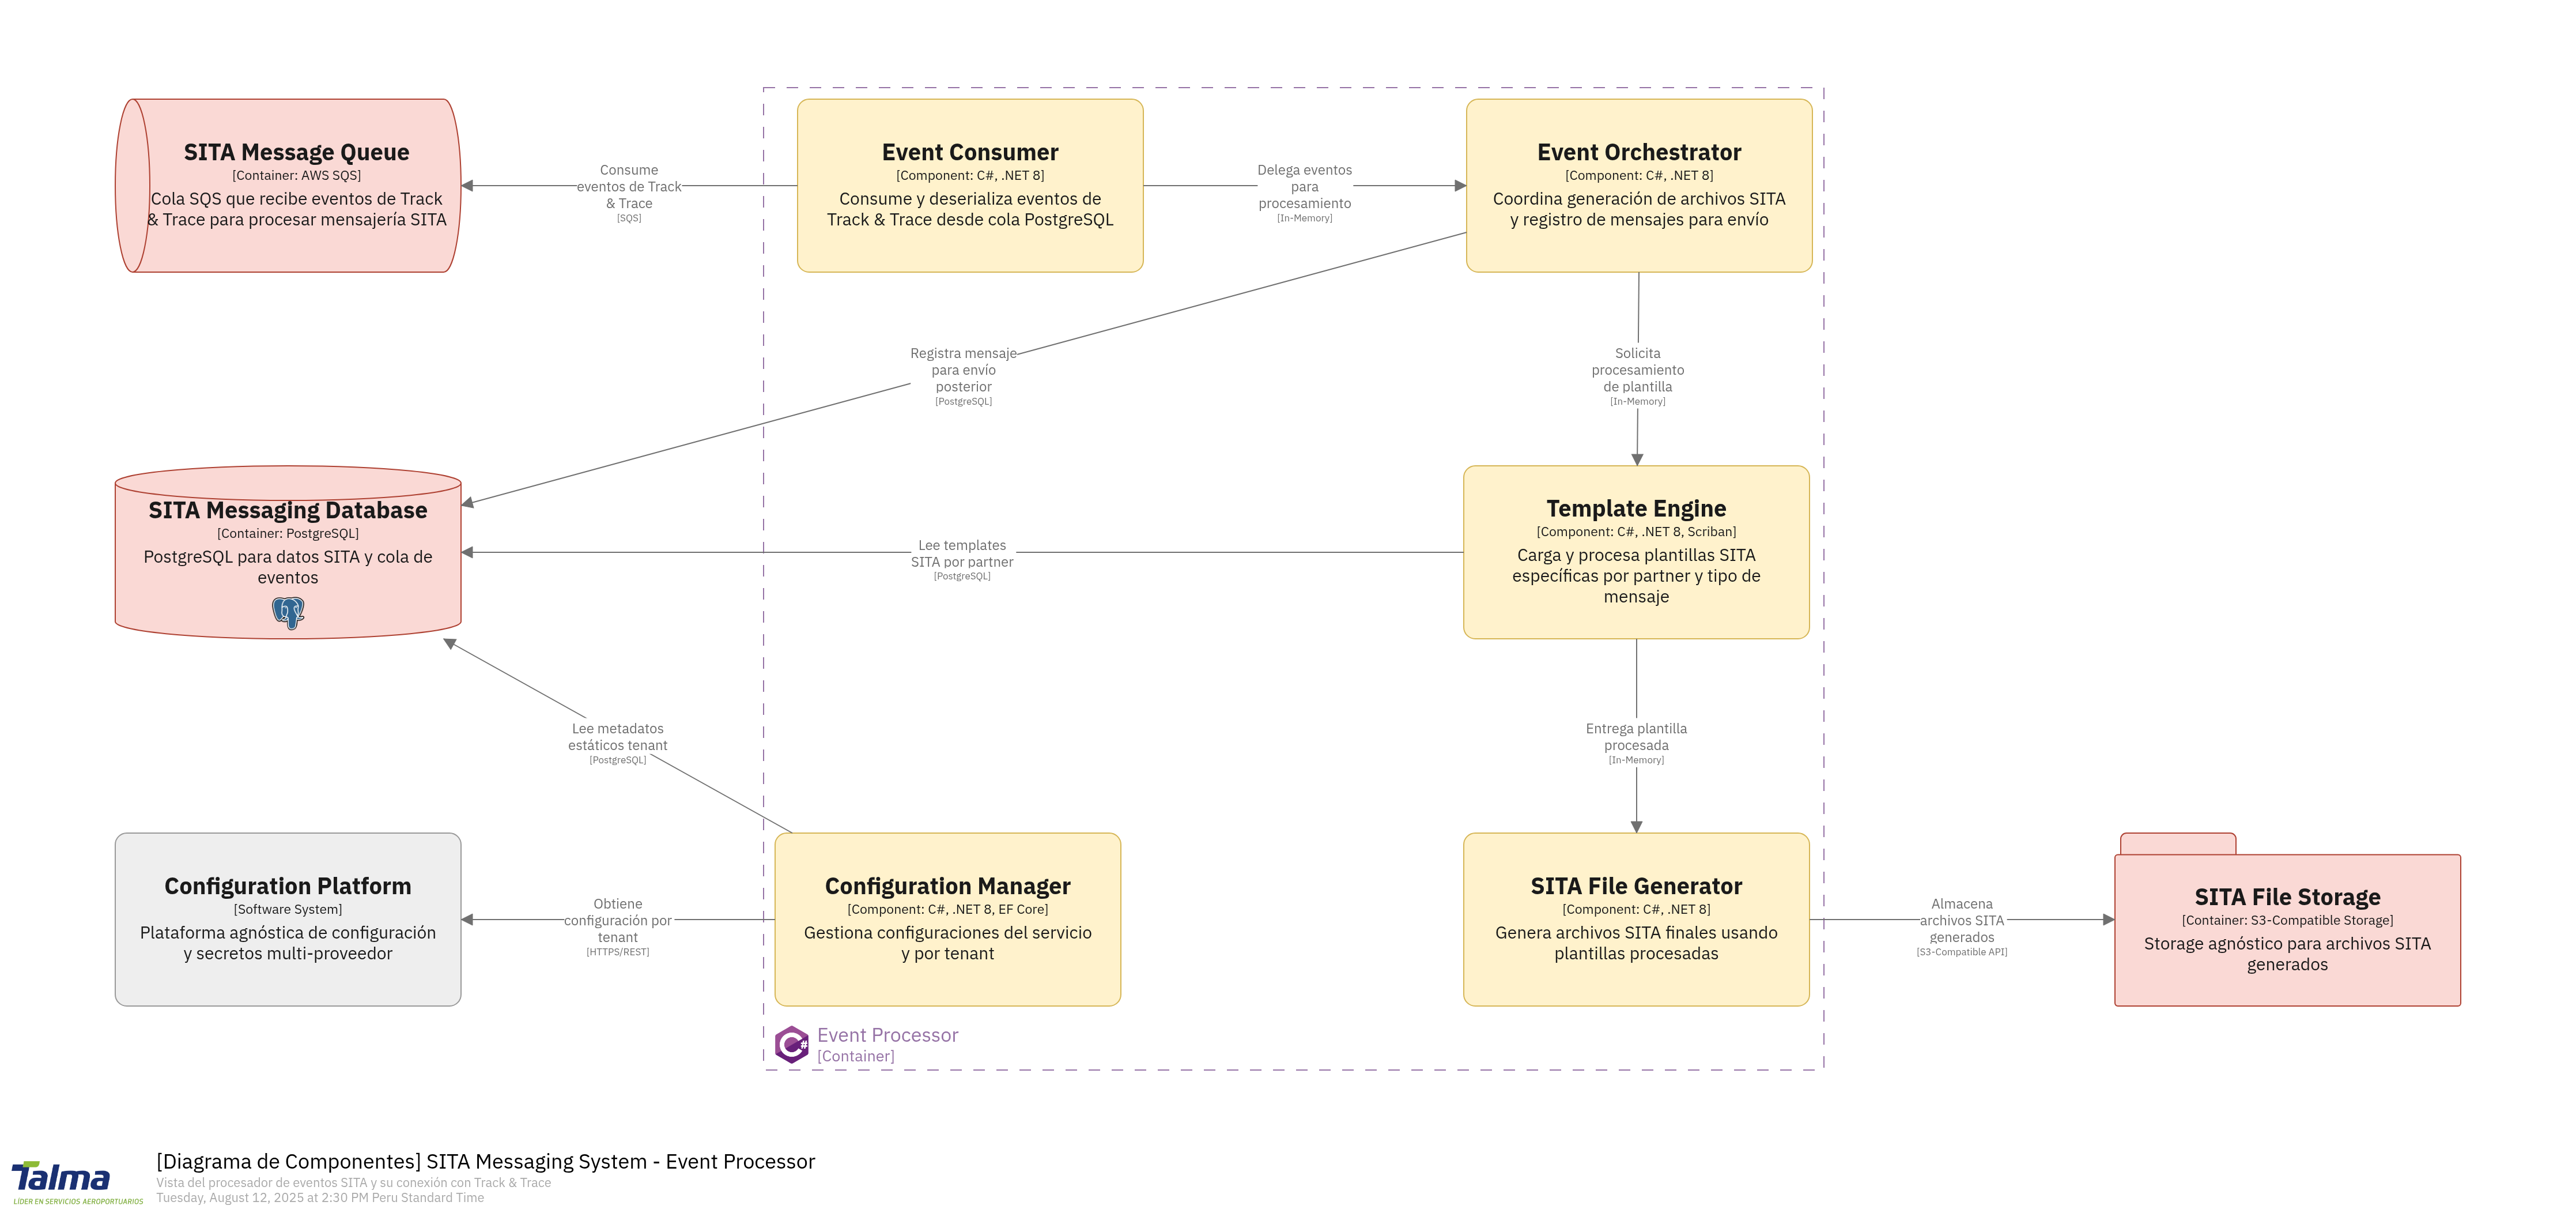 SITA Message Queue
[Container: AWS SQS]
Cola SQS que recibe eventos de Track
& Trace para procesar mensajería SITA
Consume
eventos de Track
& Trace
[SQS]
Event Consumer
[Component: C#, .NET 8]
Consume y deserializa eventos de
Track & Trace desde cola PostgreSQL
Delega eventos
para
procesamiento
[In-Memory]
Event Orchestrator
[Component: C#, .NET 8]
Coordina generación de archivos SITA
y registro de mensajes para envío
Registra mensaje
para envío
posterior
[PostgreSQL]
Solicita
procesamiento
de plantilla
[In-Memory]
SITA Messaging Database
[Container: PostgreSQL]
PostgreSQL para datos SITA y cola de
eventos
Lee templates
SITA por partner
[PostgreSQL]
Template Engine
[Component: C#, .NET 8, Scriban]
Carga y procesa plantillas SITA
específicas por partner y tipo de
mensaje
Lee metadatos
estáticos tenant
[PostgreSQL]
Entrega plantilla
procesada
[In-Memory]
Configuration Platform
[Software System]
Plataforma agnóstica de configuración
y secretos multi-proveedor
Obtiene
configuración por
tenant
[HTTPS/REST]
Configuration Manager
[Component: C#, .NET 8, EF Core]
Gestiona configuraciones del servicio
y por tenant
SITA File Generator
[Component: C#, .NET 8]
Genera archivos SITA finales usando
plantillas procesadas
Almacena
archivos SITA
generados
[S3-Compatible API]
SITA File Storage
[Container: S3-Compatible Storage]
Storage agnóstico para archivos SITA
generados
C#
Event Processor
[Container]
Talma
LÍDER EN SERVICIOS AEROPORTUARIOS
[Diagrama de Componentes] SITA Messaging System - Event Processor
Vista del procesador de eventos SITA y su conexión con Track & Trace
Tuesday, August 12, 2025 at 2:30 PM Peru Standard Time